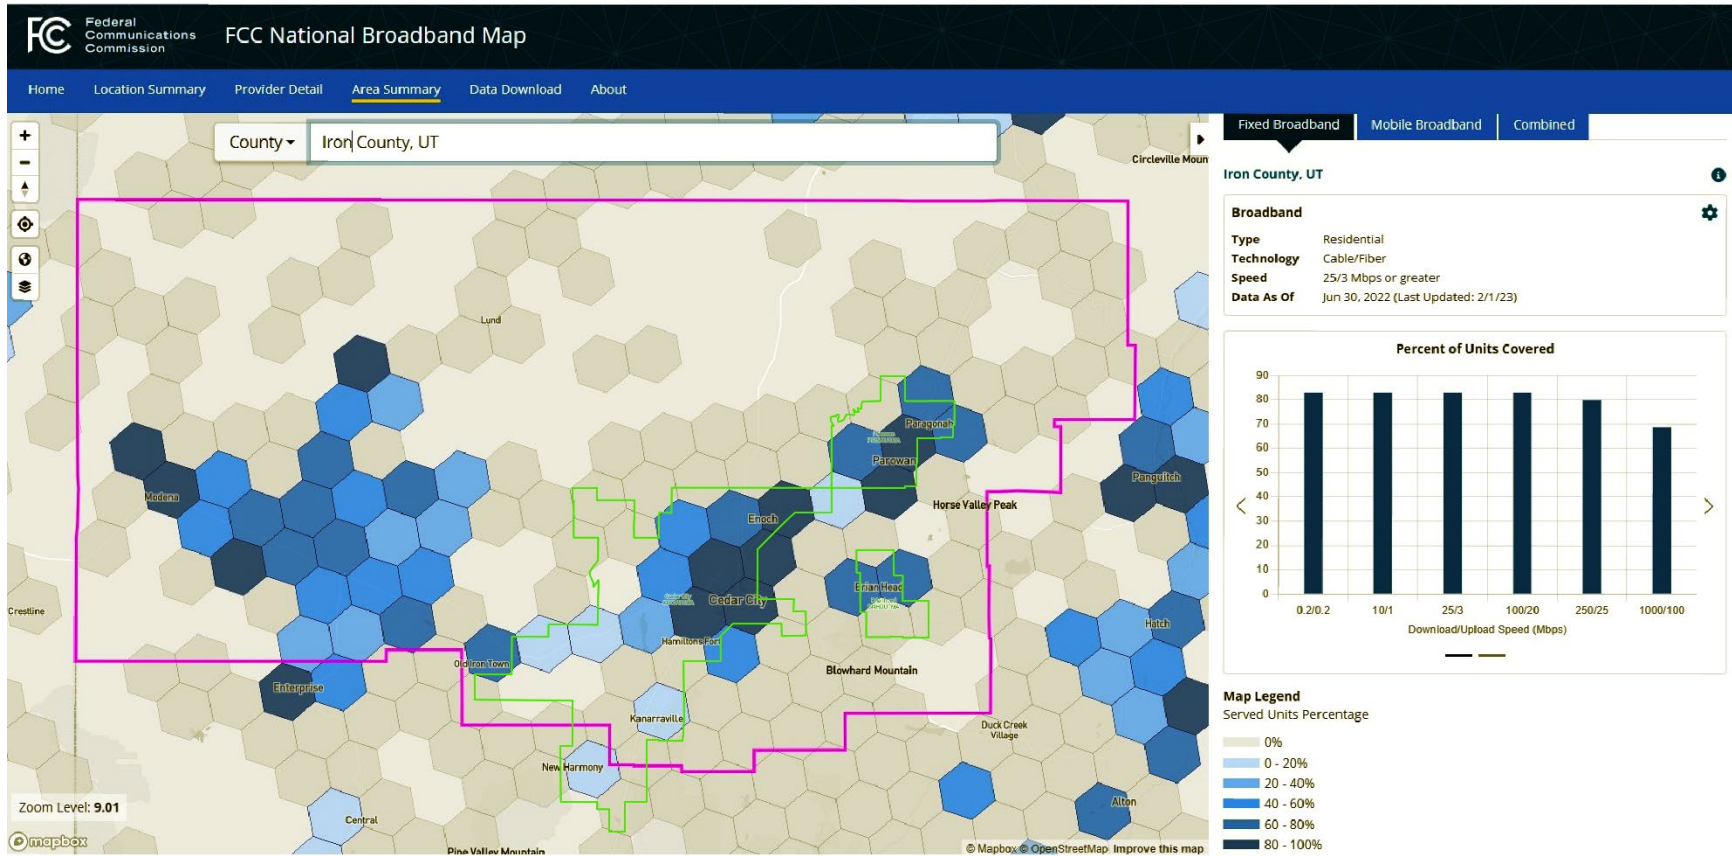 FCC Federal
Communications
Commission
FCC National Broadband Map
Home Location Summary Provider Detail Area Summary Data Download About
County Iron County, UT
Circleville Moun
Lund
Modena
Paragonah
Parowan
Panguitch
Horse Valley Peak
Enoch
Brian Head
Cedar City
Crestline
Hatch
Hamiltons Fort
Old Iron Town
Blowhard Mountain
Enterprise
Kanarraville
Duck Creek
Village
New Harmony
Alton
Central
Pine Valley Mountain
Zoom Level: 9.01
mapbox
© Mapbox © OpenStreetMap Improve this map
Fixed Broadband Mobile Broadband Combined
Iron County, UT
Broadband
Type Residential
Technology Cable/Fiber
Speed 25/3 Mbps or greater
Data As Of Jun 30, 2022 (Last Updated: 2/1/23)
Percent of Units Covered
90
80
70
60
50
40
30
20
10
0
0.2/0.2 10/1 25/3 100/20 250/25 1000/100
Download/Upload Speed (Mbps)
Map Legend
Served Units Percentage
0%
0 - 20%
20 - 40%
40 - 60%
60 - 80%
80 - 100%